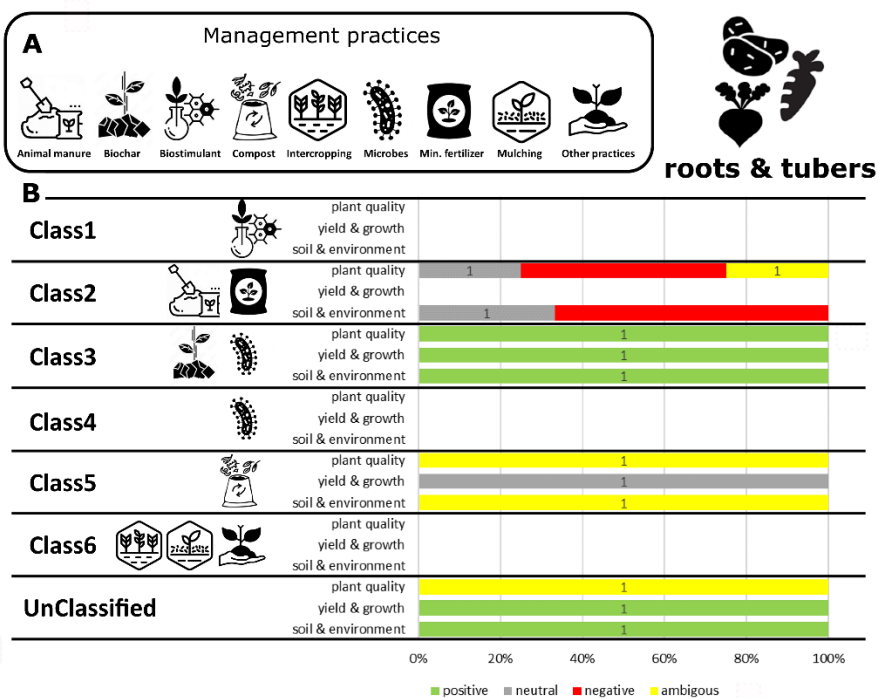 A
Management practices
Animal manure Biochar Biostimulant Compost Intercropping Microbes Min. fertilizer Mulching Other practices
roots & tubers
B
Class1
plant quality
yield & growth
soil & environment
Class2
plant quality 1 1
yield & growth
soil & environment 1
Class3
plant quality 1
yield & growth 1
soil & environment 1
Class4
plant quality
yield & growth
soil & environment
Class5
plant quality 1
yield & growth 1
soil & environment 1
Class6
plant quality
yield & growth
soil & environment
UnClassified
plant quality 1
yield & growth 1
soil & environment 1
0% 20% 40% 60% 80% 100%
positive neutral negative ambigous